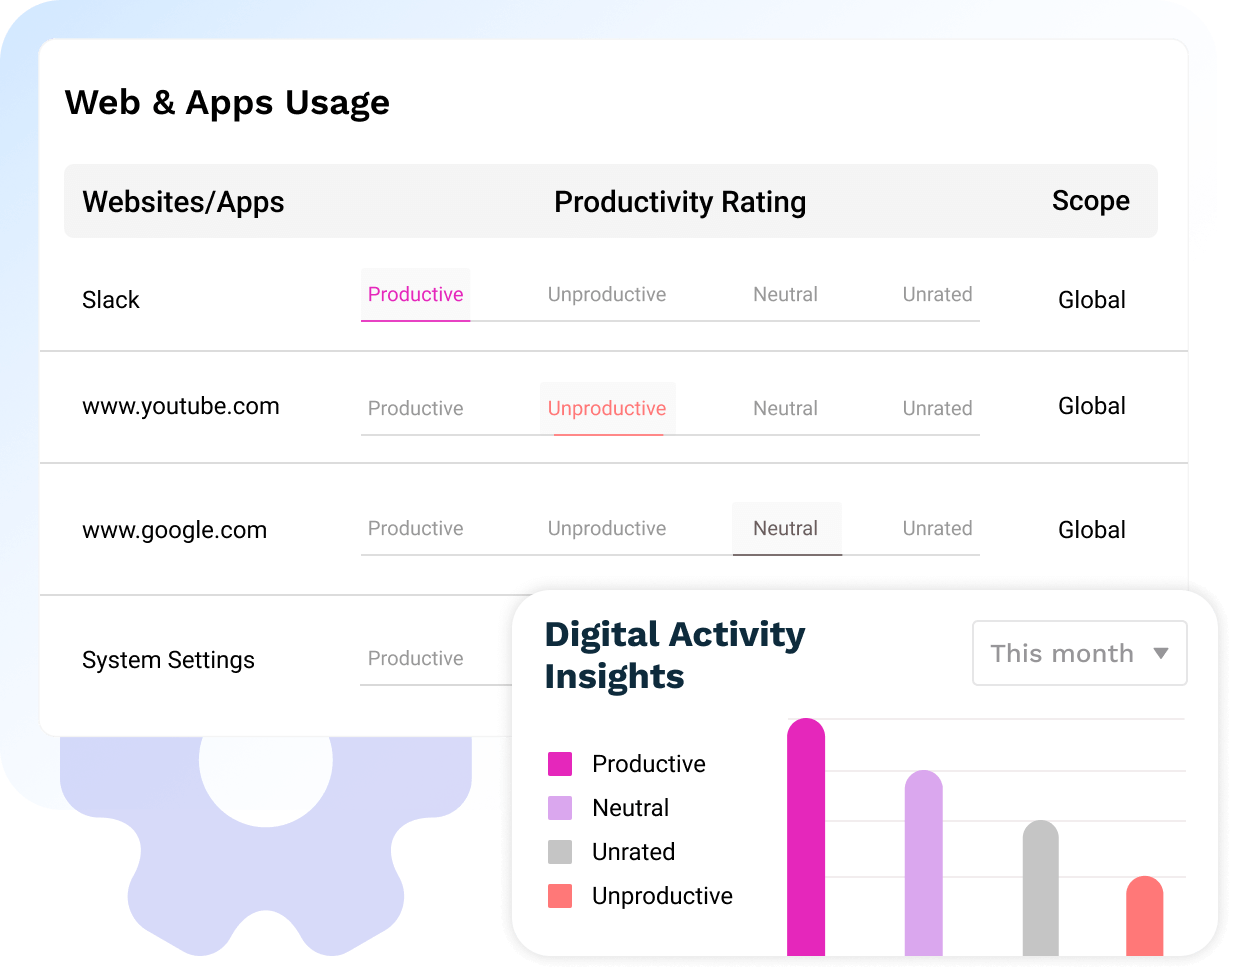 Web & Apps Usage
Websites/Apps Productivity Rating Scope
Slack Productive Unproductive Neutral Unrated Global
www.youtube.com Productive Unproductive Neutral Unrated Global
www.google.com Productive Unproductive Neutral Unrated Global
System Settings Productive
Digital Activity
Insights
This month
Productive
Neutral
Unrated
Unproductive